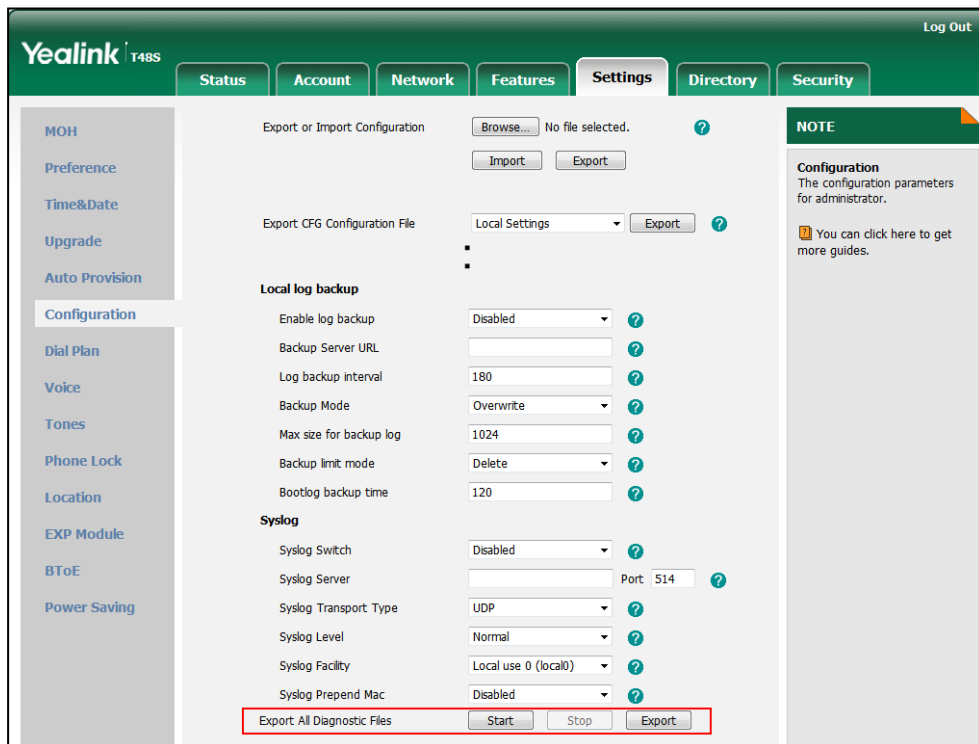 Log Out
Yealink T48S
Status Account Network Features Settings Directory Security
MOH
Preference
Time&Date
Upgrade
Auto Provision
Configuration
Dial Plan
Voice
Tones
Phone Lock
Location
EXP Module
BToE
Power Saving
Export or Import Configuration Browse... No file selected. ?
Import Export
Export CFG Configuration File Local Settings Export ?
Local log backup
Enable log backup Disabled ?
Backup Server URL ?
Log backup interval 180 ?
Backup Mode Overwrite ?
Max size for backup log 1024 ?
Backup limit mode Delete ?
Bootlog backup time 120 ?
Syslog
Syslog Switch Disabled ?
Syslog Server Port 514 ?
Syslog Transport Type UDP ?
Syslog Level Normal ?
Syslog Facility Local use 0 (local0) ?
Syslog Prepend Mac Disabled ?
Export All Diagnostic Files Start Stop Export
NOTE
Configuration
The configuration parameters
for administrator.
? You can click here to get
more guides.